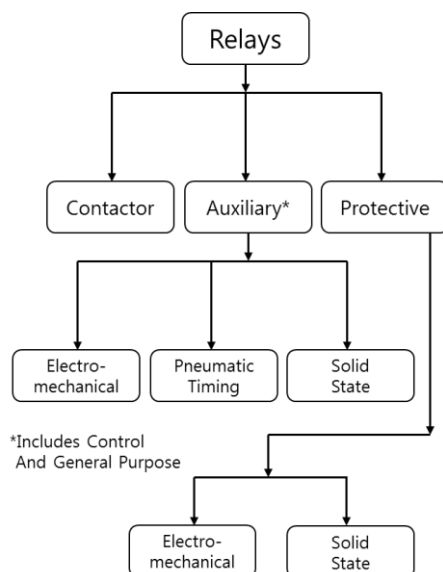 Relays
Contactor
Auxiliary*
Protective
Electro-
mechanical
Pneumatic
Timing
Solid
State
*Includes Control
And General Purpose
Electro-
mechanical
Solid
State